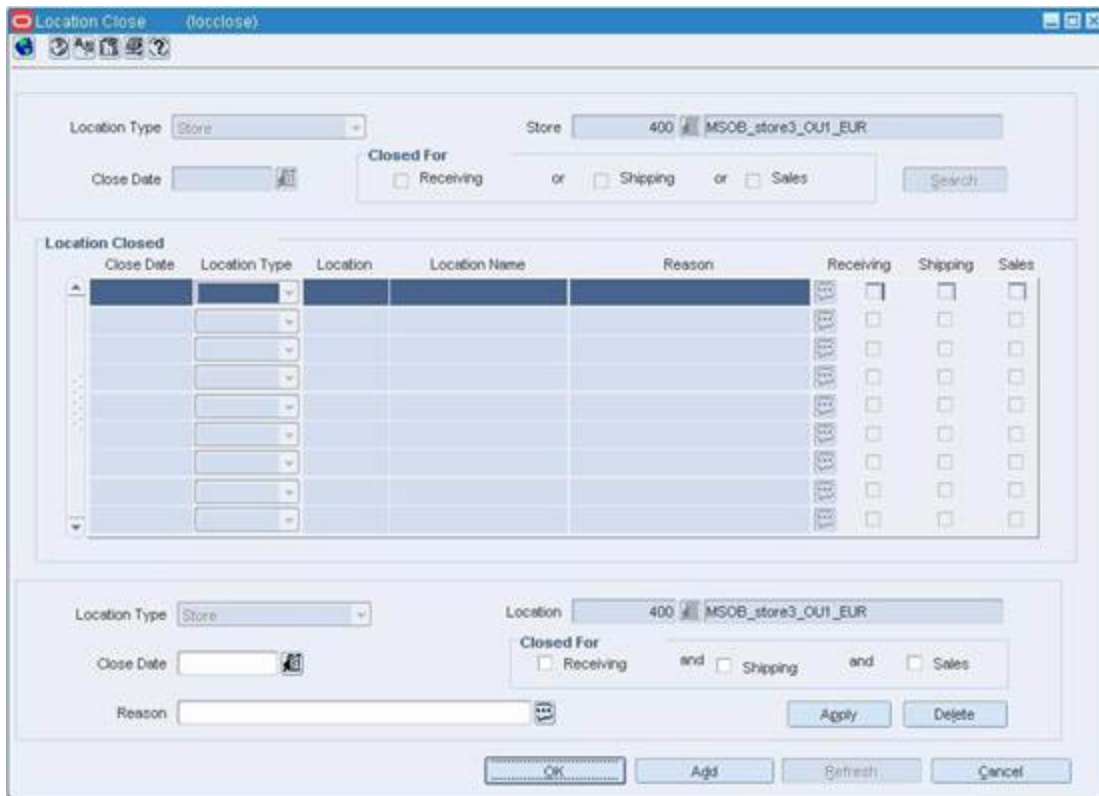 Location Close (locclose)
Location Type Store Store 400 MSOB_store3_OU1_EUR
Closed For
Close Date Receiving or Shipping or Sales Search
Location Closed
Close Date Location Type Location Location Name Reason Receiving Shipping Sales
Location Type Store Location 400 MSOB_store3_OU1_EUR
Closed For
Close Date Receiving and Shipping and Sales
Reason Apply Delete
OK Add Refresh Cancel